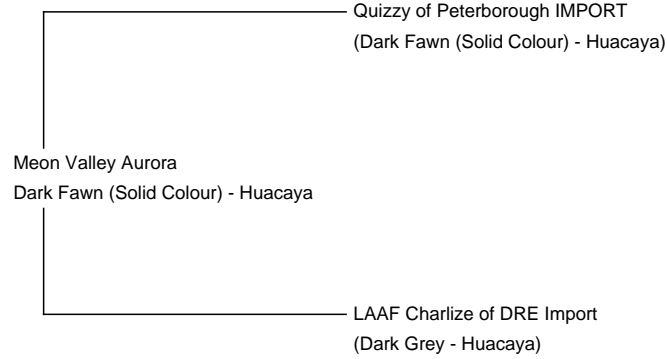 Quizzy of Peterborough IMPORT
(Dark Fawn (Solid Colour) - Huacaya)
Meon Valley Aurora
Dark Fawn (Solid Colour) - Huacaya
LAAF Charlize of DRE Import
(Dark Grey - Huacaya)